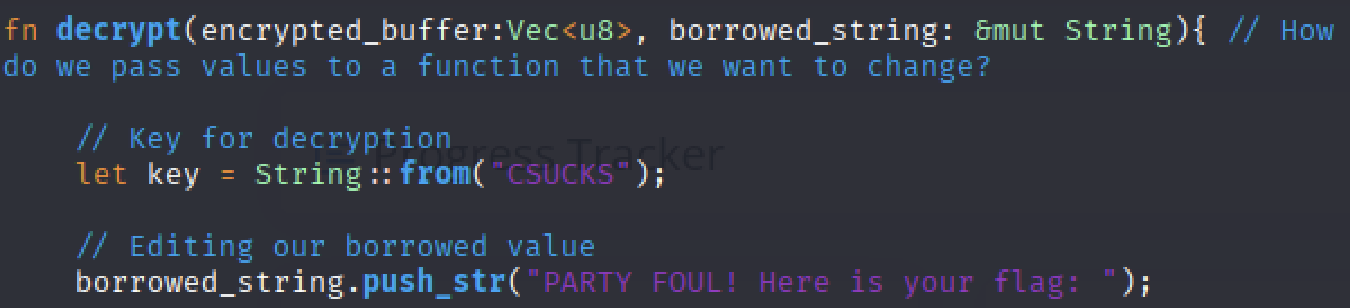 fn decrypt(encrypted_buffer:Vec<u8>, borrowed_string: &mut String){ // How
do we pass values to a function that we want to change?
// Key for decryption
Progress Tracker
let key = String::from("CSUCKS");
// Editing our borrowed value
borrowed_string.push_str("PARTY FOUL! Here is your flag: ");